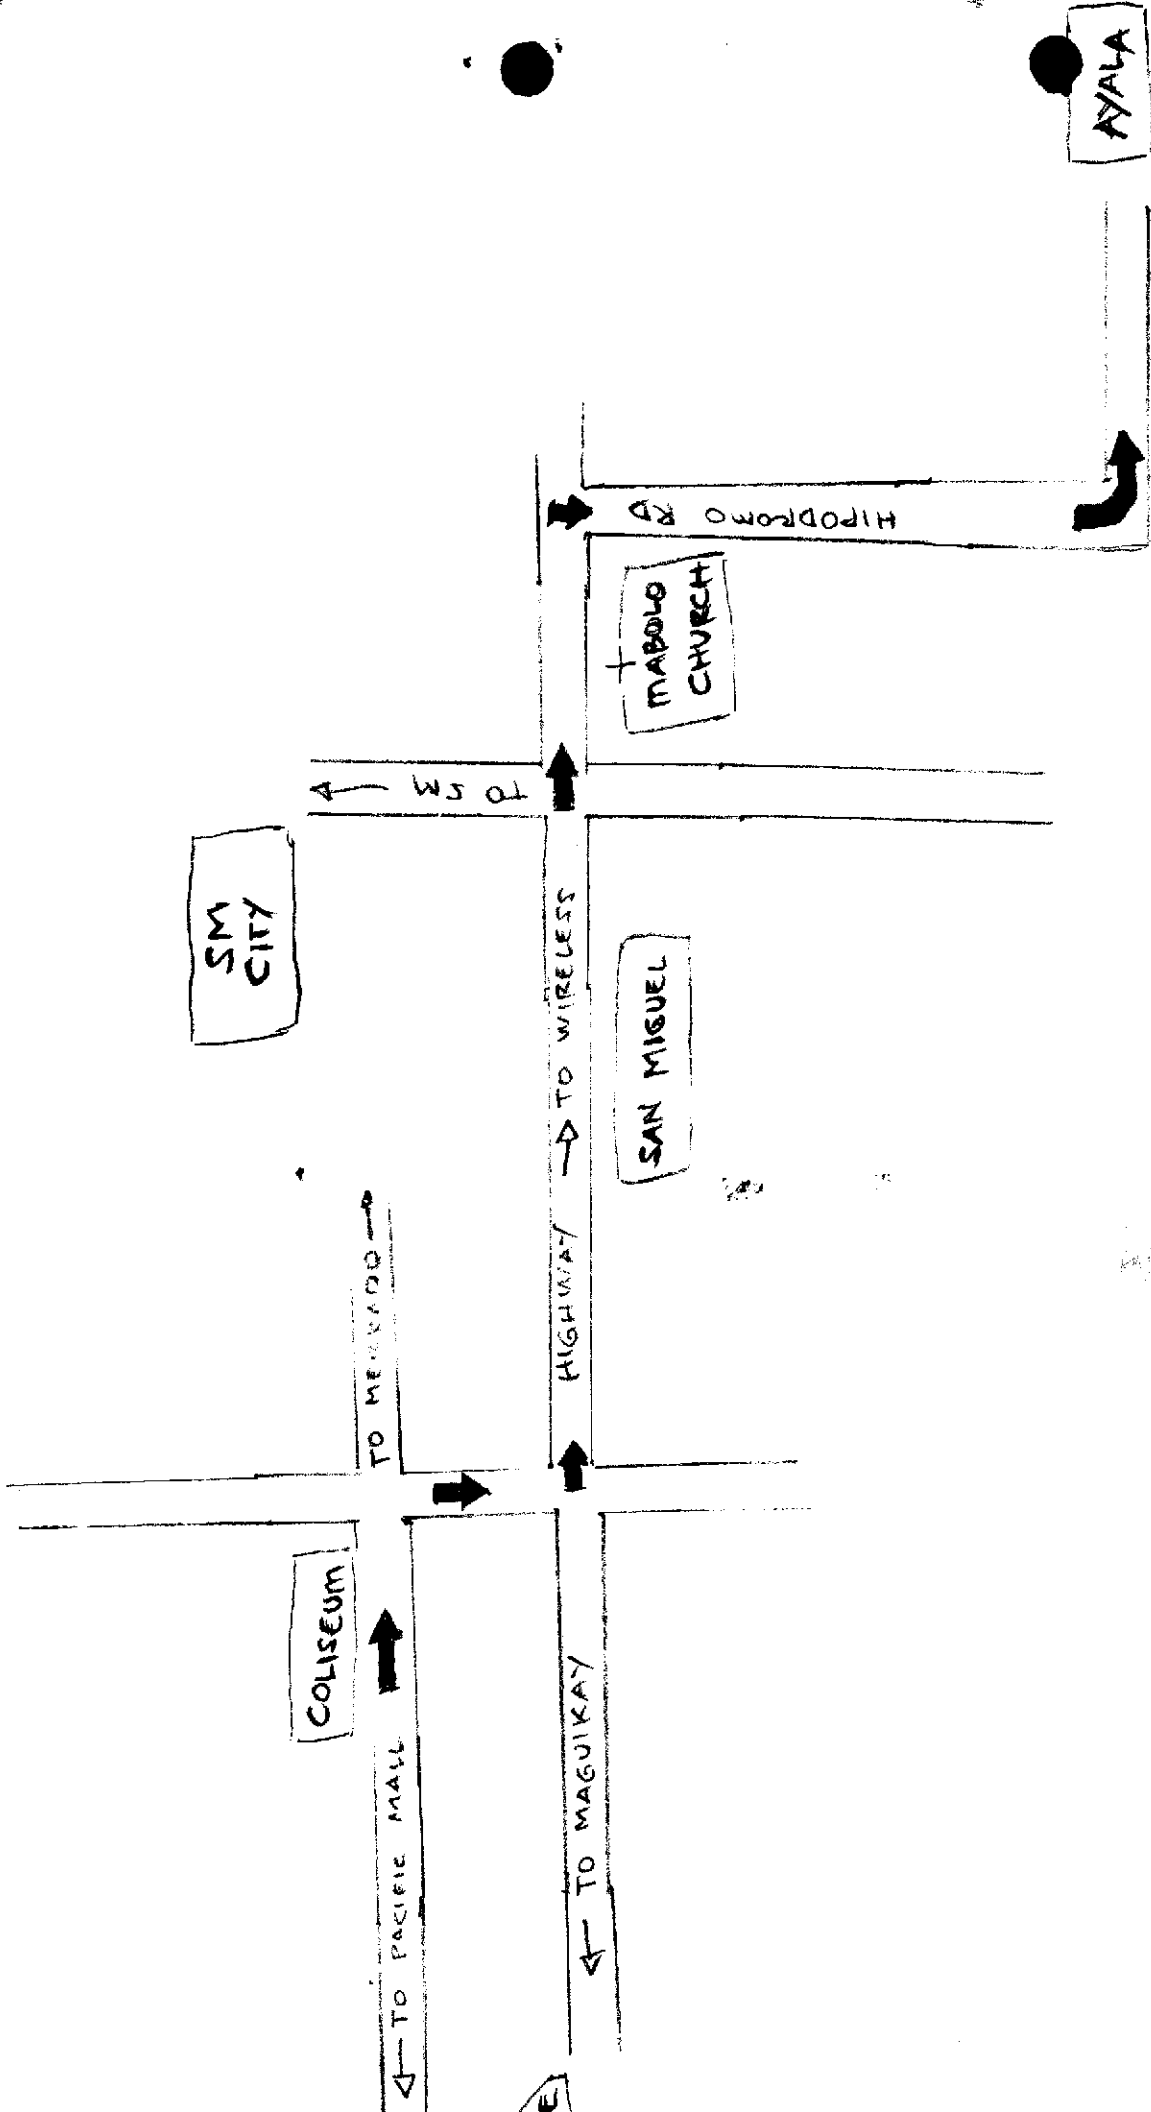 AYALA
HIPODROMO RD
MABOLO
CHURCH
TO SM
SM
CITY
HIGHWAY → TO WIRELESS
SAN MIGUEL
TO MERKADO →
COLISEUM
← TO PACIFIC MALL
← TO MAGUIKAY
E